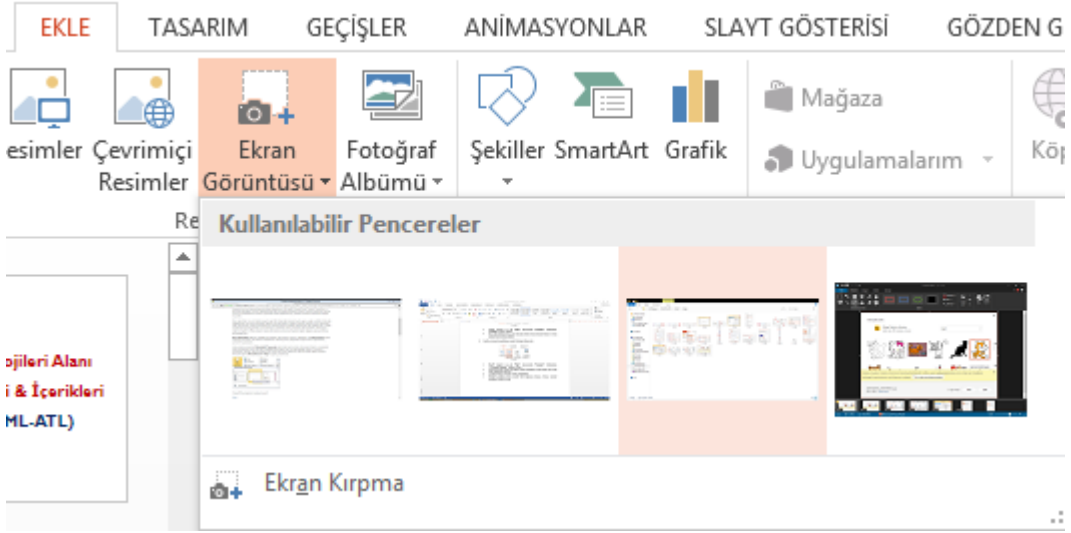 EKLE TASARIM GEÇİŞLER ANİMASYONLAR SLAYT GÖSTERİSİ GÖZDEN G
esimler Çevrimiçi Resimler Ekran Görüntüsü Fotoğraf Albümü Şekiller SmartArt Grafik
Mağaza
Uygulamalarım
Köp
Re
Kullanılabilir Pencereler
ojileri Alanı
i & İçerikleri
ML-ATL)
Ekran Kırpma